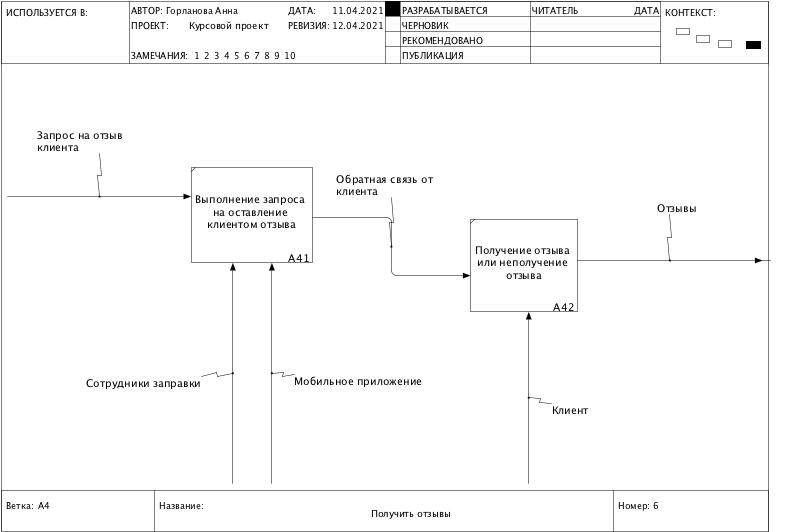 ИСПОЛЬЗУЕТСЯ В:
АВТОР: Горланова Анна ДАТА: 11.04.2021
ПРОЕКТ: Курсовой проект РЕВИЗИЯ: 12.04.2021
ЗАМЕЧАНИЯ: 1 2 3 4 5 6 7 8 9 10
РАЗРАБАТЫВАЕТСЯ
ЧЕРНОВИК
РЕКОМЕНДОВАНО
ПУБЛИКАЦИЯ
ЧИТАТЕЛЬ ДАТА
КОНТЕКСТ:
Запрос на отзыв
клиента
Выполнение запроса
на оставление
клиентом отзыва
A41
Обратная связь от
клиента
Получение отзыва
или неполучение
отзыва
A42
Отзывы
Сотрудники заправки
Мобильное приложение
Клиент
Ветка: A4
Название:
Получить отзывы
Номер: 6